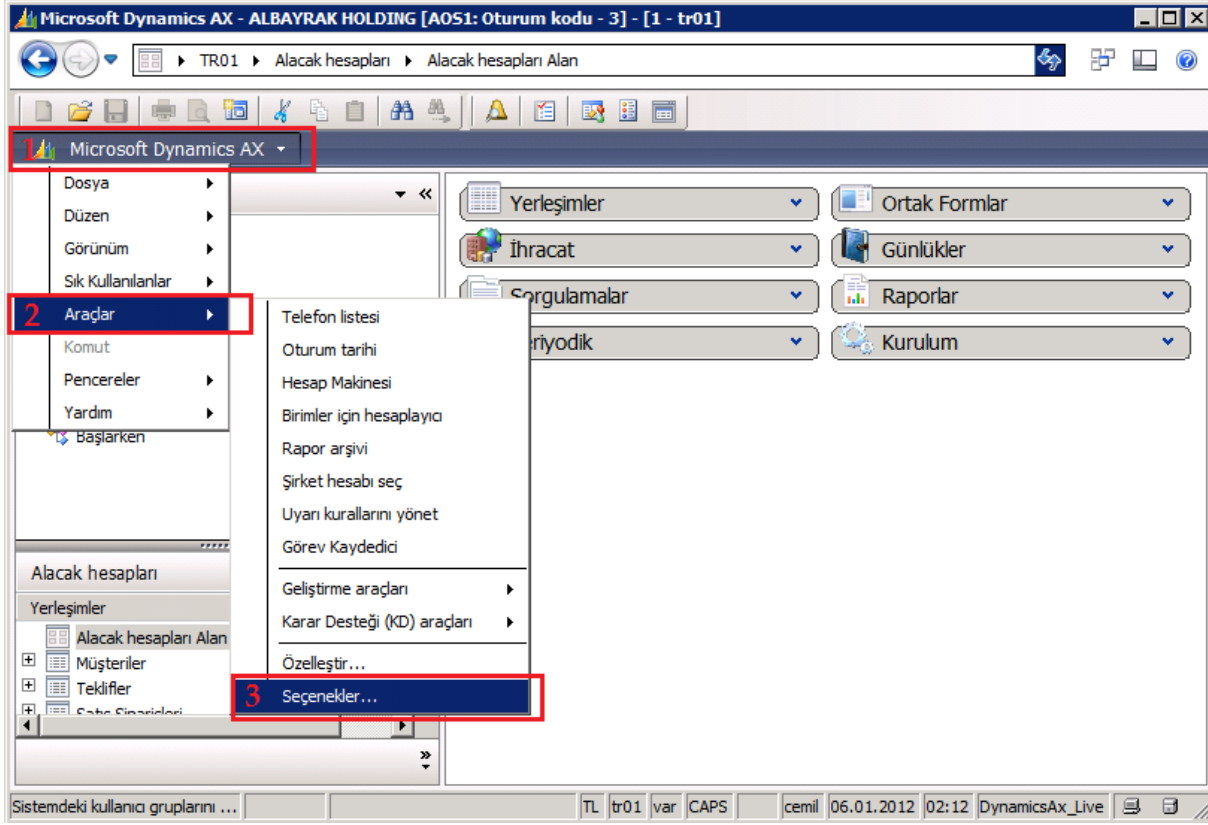 Microsoft Dynamics AX - ALBAYRAK HOLDING [AOS1: Oturum kodu - 3] - [1 - tr01]
TR01 Alacak hesapları Alacak hesapları Alan
1 Microsoft Dynamics AX
Dosya
Düzen
Görünüm
Sık Kullanılanlar
2 Araçlar
Komut
Pencereler
Yardım
Başlarken
Telefon listesi
Oturum tarihi
Hesap Makinesi
Birimler için hesaplayıcı
Rapor arşivi
Şirket hesabı seç
Uyarı kurallarını yönet
Görev Kaydedici
Geliştirme araçları
Karar Desteği (KD) araçları
Özelleştir...
3 Seçenekler...
Yerleşimler
Ortak Formlar
İhracat
Günlükler
Sorgulamalar
Raporlar
eriyodik
Kurulum
Alacak hesapları
Yerleşimler
Alacak hesapları Alan
Müşteriler
Teklifler
Satış Siparişleri
Sistemdeki kullanıcı gruplarını ...
TL tr01 var CAPS cemil 06.01.2012 02:12 DynamicsAx_Live